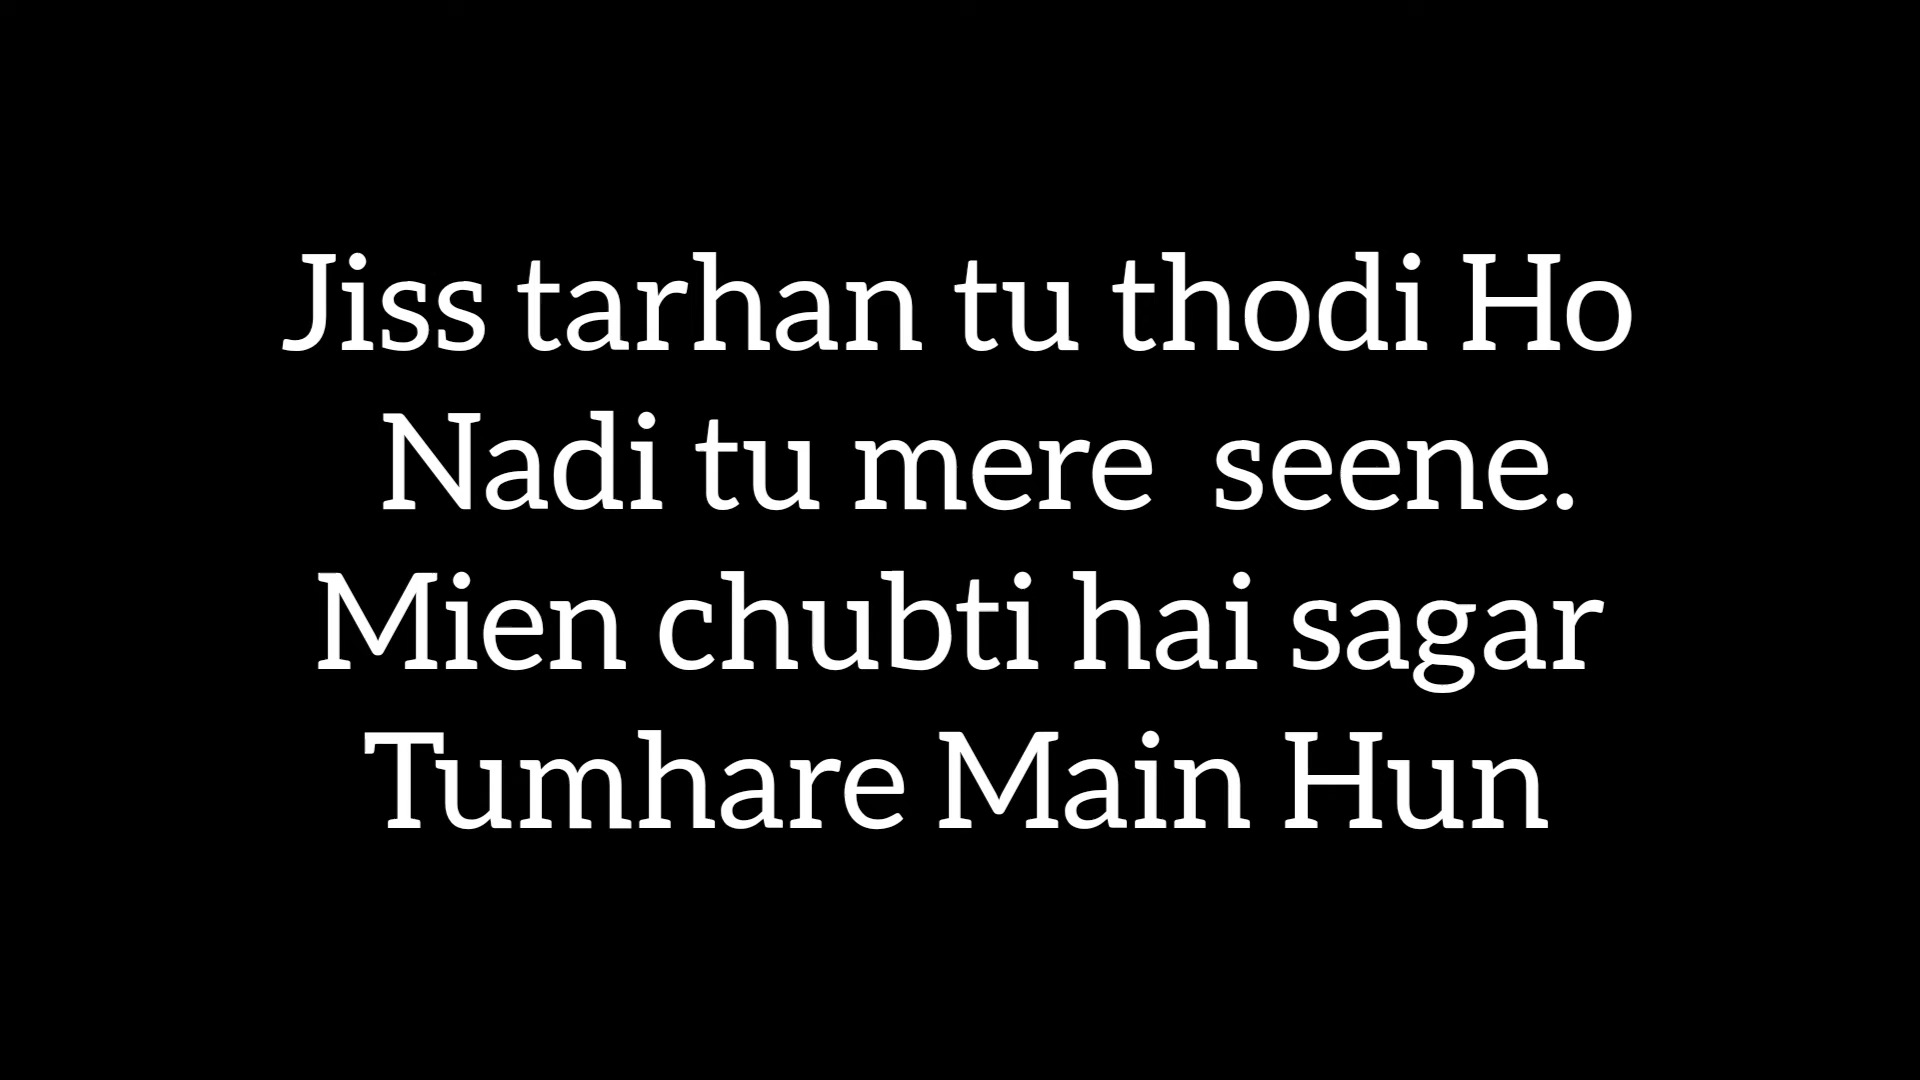 Jiss tarhan tu thodi Ho
Nadi tu mere  seene.
Mien chubti hai sagar
Tumhare Main Hun